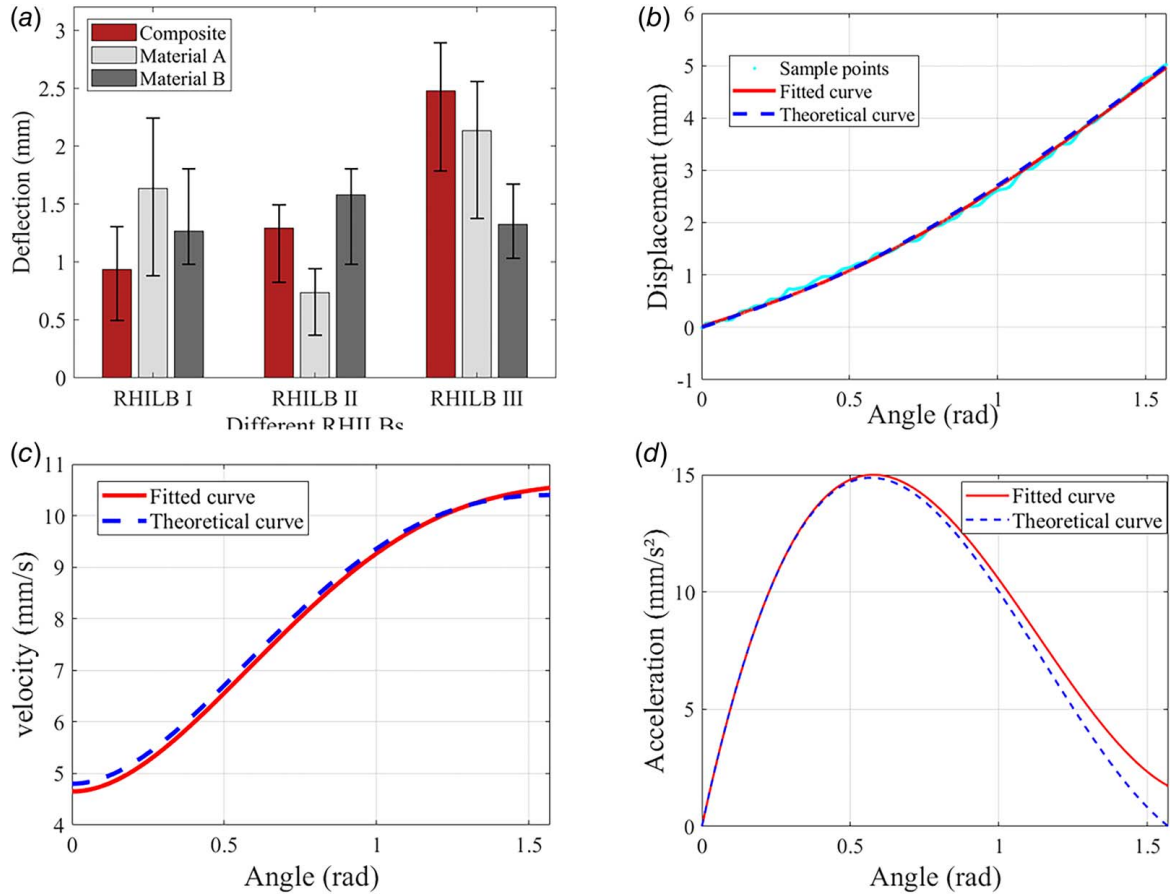 (a)
3
2.5
2
1.5
1
0.5
0
Deflection (mm)
Composite
Material A
Material B
RHILB I
RHILB II
RHILB III
Different RHILBs
(b)
6
5
4
3
2
1
0
-1
Displacement (mm)
Sample points
Fitted curve
Theoretical curve
0
0.5
1
1.5
Angle (rad)
(c)
11
10
9
8
7
6
5
4
velocity (mm/s)
Fitted curve
Theoretical curve
0
0.5
1
1.5
Angle (rad)
(d)
15
10
5
0
Acceleration (mm/s²)
Fitted curve
Theoretical curve
0
0.5
1
1.5
Angle (rad)